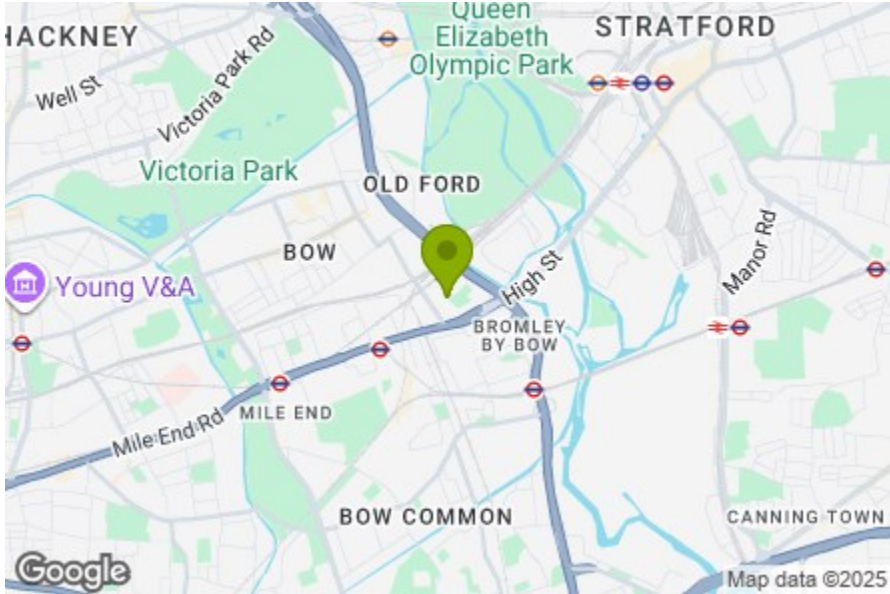 HACKNEY
Queen
Elizabeth
Olympic Park
STRATFORD
Well St
Victoria Park Rd
Victoria Park
OLD FORD
BOW
Manor Rd
Young V&A
High St
BROMLEY
BY BOW
MILE END
Mile End Rd
BOW COMMON
CANNING TOWN
Google
Map data ©2025